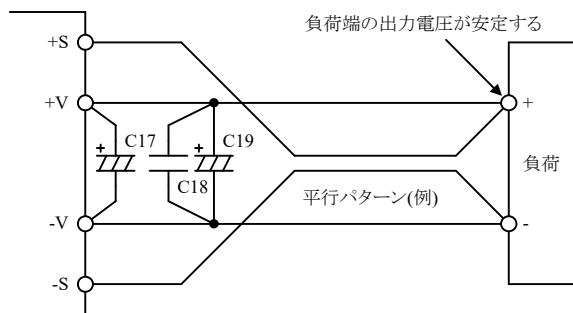 負荷端の出力電圧が安定する
+S
+V
+
+
C17
+
C19
C18
負荷
平行パターン(例)
-V
-
-S